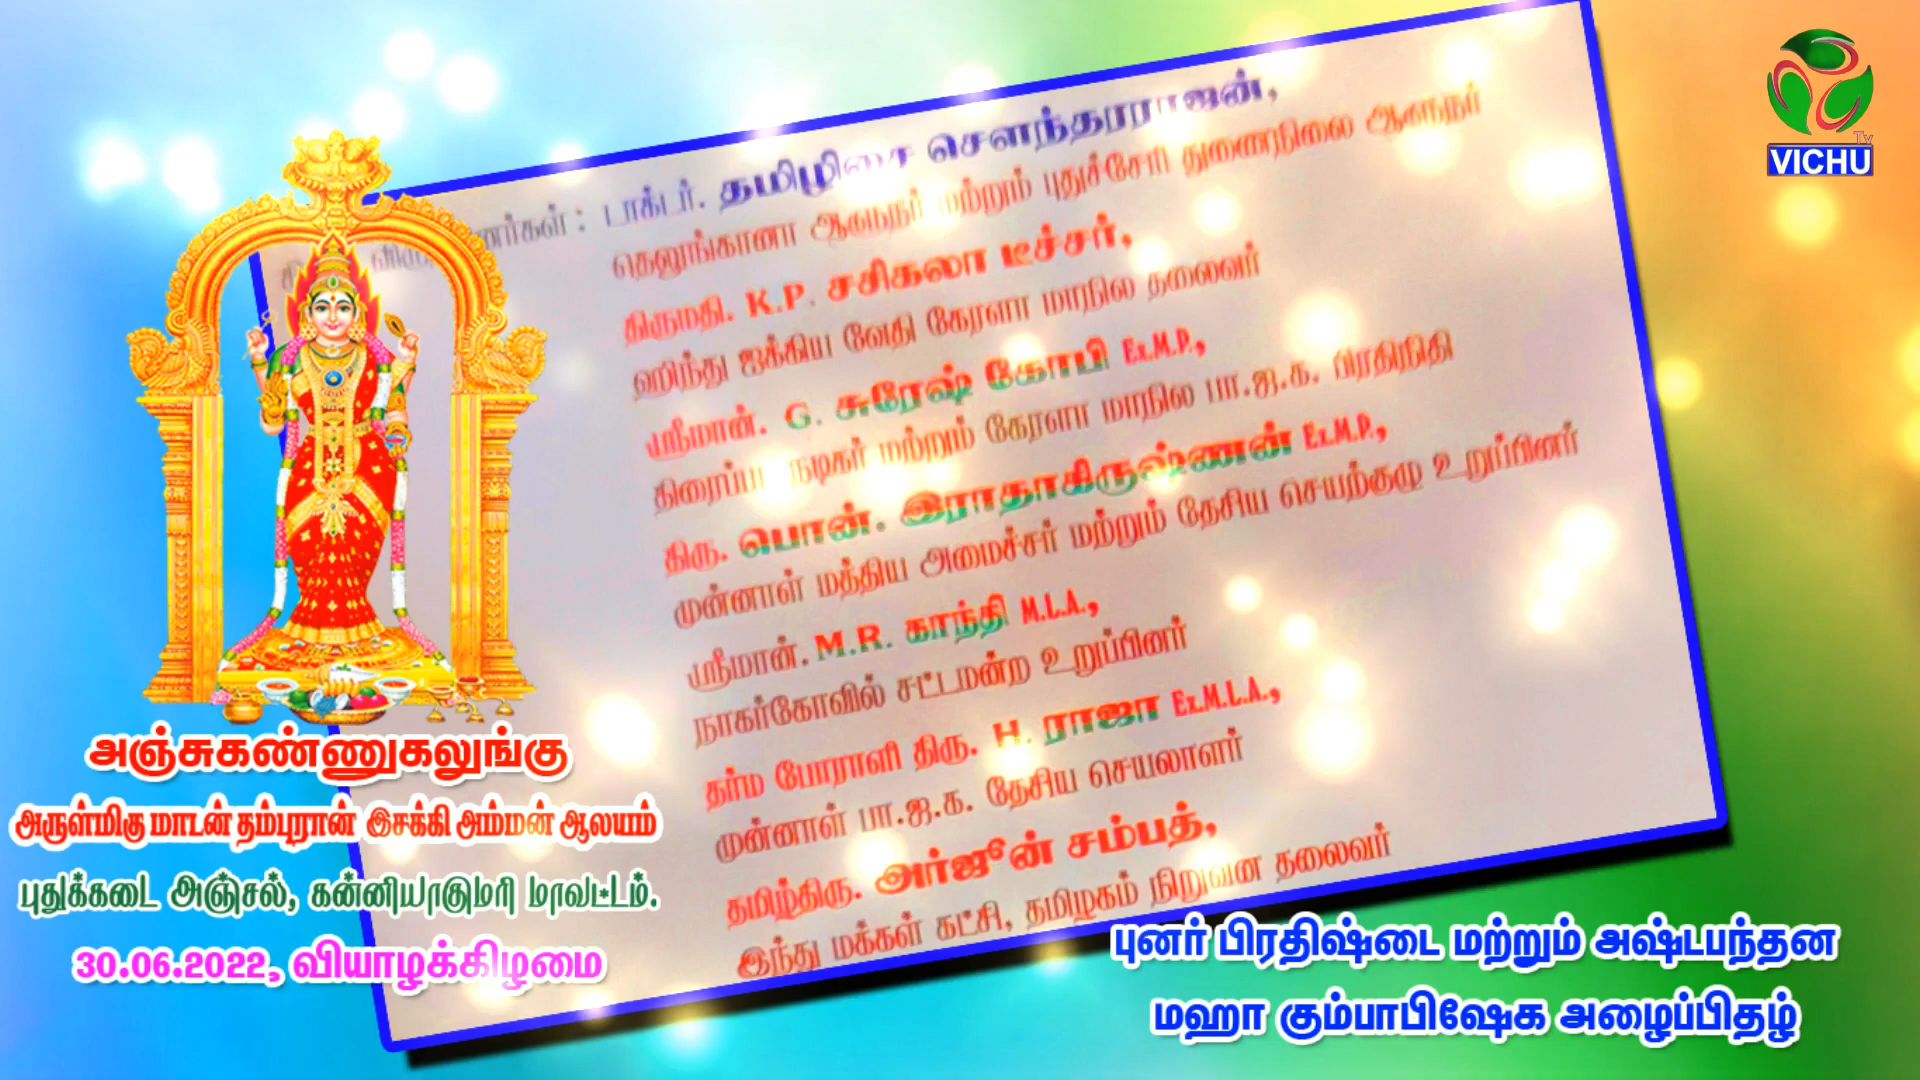 டாக்டர். தமிழிசை சௌந்தரராஜன்,
தெலுங்கானா ஆளுநர் மற்றும் புதுச்சேரி துணைநிலை ஆளுநர்
திருமதி. K.P. சசிகலா டீச்சர்,
ஹிந்து ஐக்கிய வேதி கேரளா மாநில தலைவர்
ஸ்ரீமான். G. சுரேஷ் கோபி Ex.M.P.,
திரைப்பட நடிகர் மற்றும் கேரளா மாநில பா.ஜ.க. பிரதிநிதி
திரு. பொன். இராதாகிருஷ்ணன் Ex.M.P.,
முன்னாள் மத்திய அமைச்சர் மற்றும் தேசிய செயற்குழு உறுப்பினர்
ஸ்ரீமான். M.R. காந்தி M.L.A.,
நாகர்கோவில் சட்டமன்ற உறுப்பினர்
தர்ம போராளி திரு. H. ராஜா Ex.M.L.A.,
முன்னாள் பா.ஜ.க. தேசிய செயலாளர்
தமிழ்திரு. அர்ஜூன் சம்பத்,
இந்து மக்கள் கட்சி, தமிழகம் நிறுவன தலைவர்
அஞ்சுகண்ணுகலுங்கு
அருள்மிகு மாடன் தம்புரான் இசக்கி அம்மன் ஆலயம்
புதுக்கடை அஞ்சல், கன்னியாகுமரி மாவட்டம்.
30.06.2022, வியாழக்கிழமை
புனர் பிரதிஷ்டை மற்றும் அஷ்டபந்தன
மஹா கும்பாபிஷேக அழைப்பிதழ்
Tv
VICHU